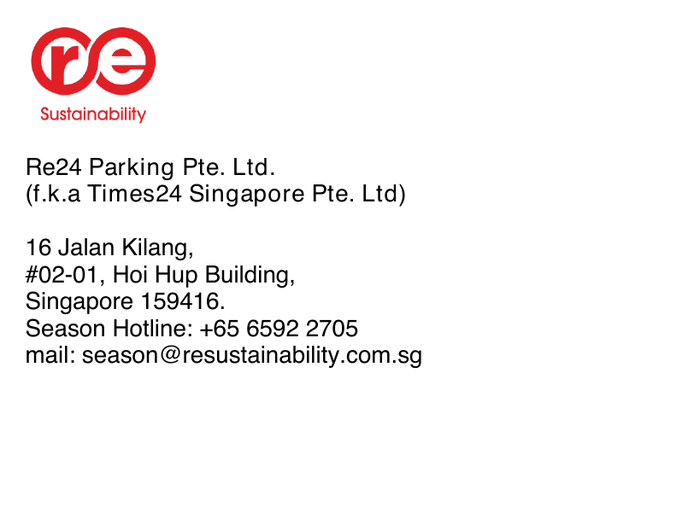 re
Sustainability
Re24 Parking Pte. Ltd.
(f.k.a Times24 Singapore Pte. Ltd)
16 Jalan Kilang,
#02-01, Hoi Hup Building,
Singapore 159416.
Season Hotline: +65 6592 2705
mail: season@resustainability.com.sg